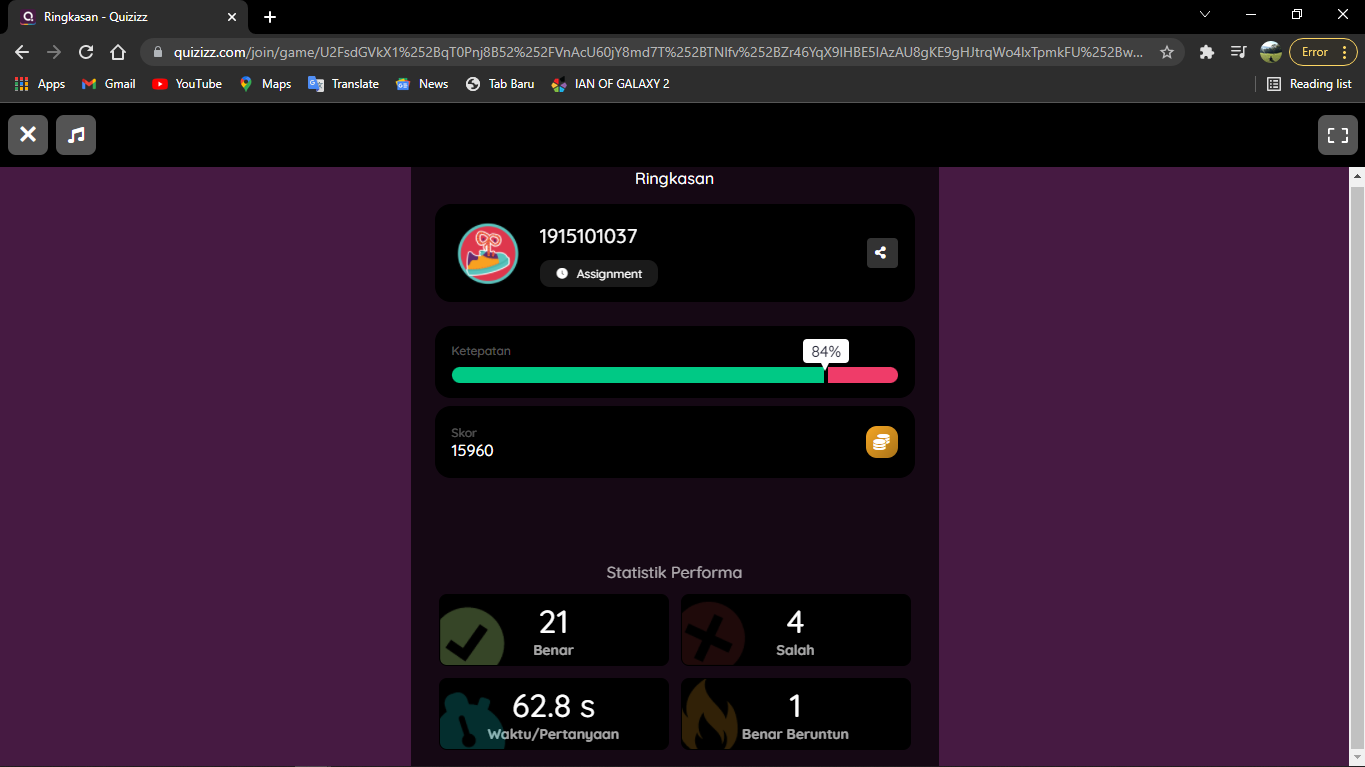 Ringkasan - Quizizz
quizizz.com/join/game/U2FsdGVkX1%252BqT0Pnj8B52%252FVnAcU60jY8md7T%252BTNIfv%252BZr46YqX9IHBE5IAzAU8gKE9gHJtrqWo4lxTpmkFU%252Bw...
Error
Apps Gmail YouTube Maps Translate News Tab Baru IAN OF GALAXY 2 Reading list
Ringkasan
1915101037
Assignment
Ketepatan
84%
Skor
15960
Statistik Performa
21
Benar
4
Salah
62.8 s
Waktu/Pertanyaan
1
Benar Beruntun